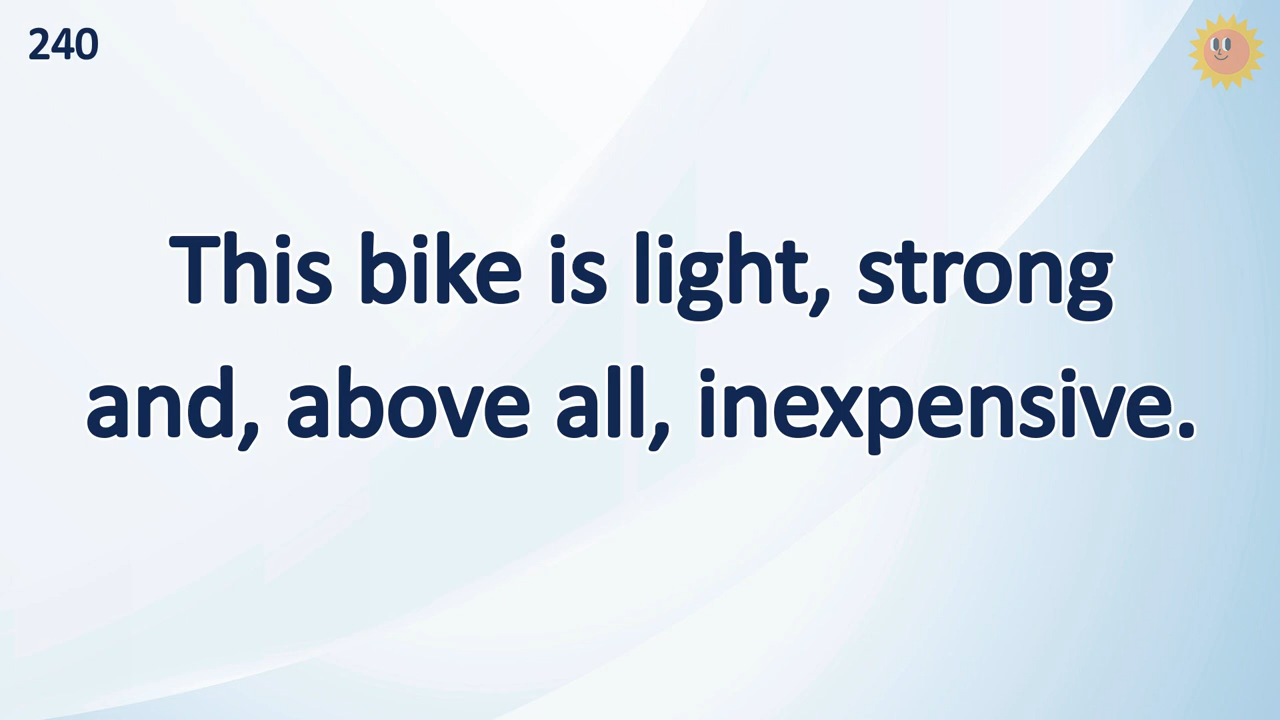 240
This bike is light, strong
and, above all, inexpensive.